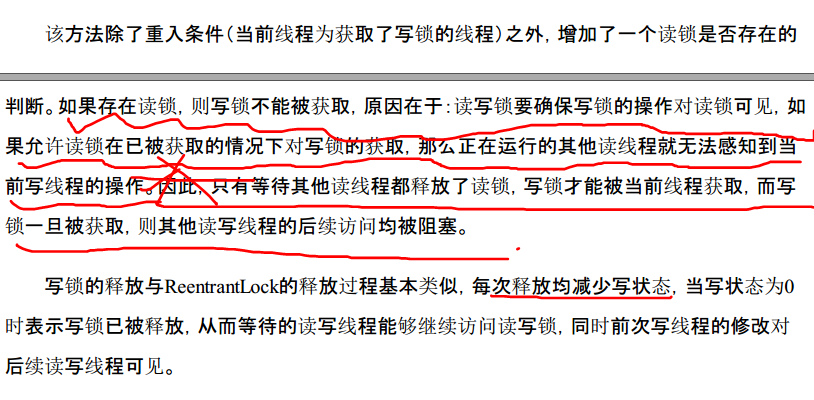 该方法除了重入条件（当前线程为获取了写锁的线程）之外，增加了一个读锁是否存在的
判断。如果存在读锁，则写锁不能被获取，原因在于：读写锁要确保写锁的操作对读锁可见，如
果允许读锁在已被获取的情况下对写锁的获取，那么正在运行的其他读线程就无法感知到当
前写线程的操作。因此，只有等待其他读线程都释放了读锁，写锁才能被当前线程获取，而写
锁一旦被获取，则其他读写线程的后续访问均被阻塞。
写锁的释放与ReentrantLock的释放过程基本类似，每次释放均减少写状态，当写状态为0
时表示写锁已被释放，从而等待的读写线程能够继续访问读写锁，同时前次写线程的修改对
后续读写线程可见。